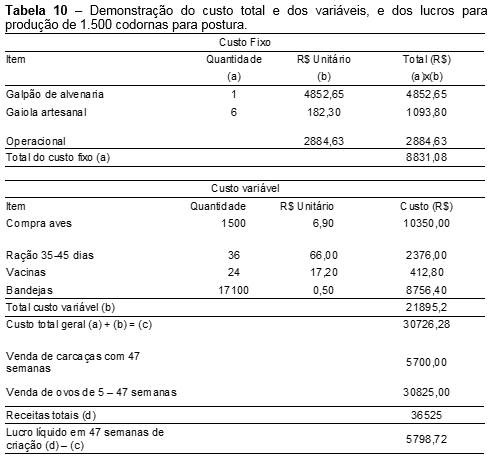 Tabela 10 – Demonstração do custo total e dos variáveis, e dos lucros para
produção de 1.500 codornas para postura.
Custo Fixo
Item Quantidade R$ Unitário Total (R$)
(a) (b) (a)x(b)
Galpão de alvenaria 1 4852,65 4852,65
Gaiola artesanal 6 182,30 1093,80
Operacional 2884,63 2884,63
Total do custo fixo (a) 8831,08
Custo variável
Item Quantidade R$ Unitário Custo (R$)
Compra aves 1500 6,90 10350,00
Ração 35-45 dias 36 66,00 2376,00
Vacinas 24 17,20 412,80
Bandejas 17100 0,50 8756,40
Total custo variável (b) 21895,2
Custo total geral (a) + (b) = (c) 30726,28
Venda de carcaças com 47
semanas 5700,00
Venda de ovos de 5 – 47 semanas 30825,00
Receitas totais (d) 36525
Lucro líquido em 47 semanas de
criação (d) – (c) 5798,72